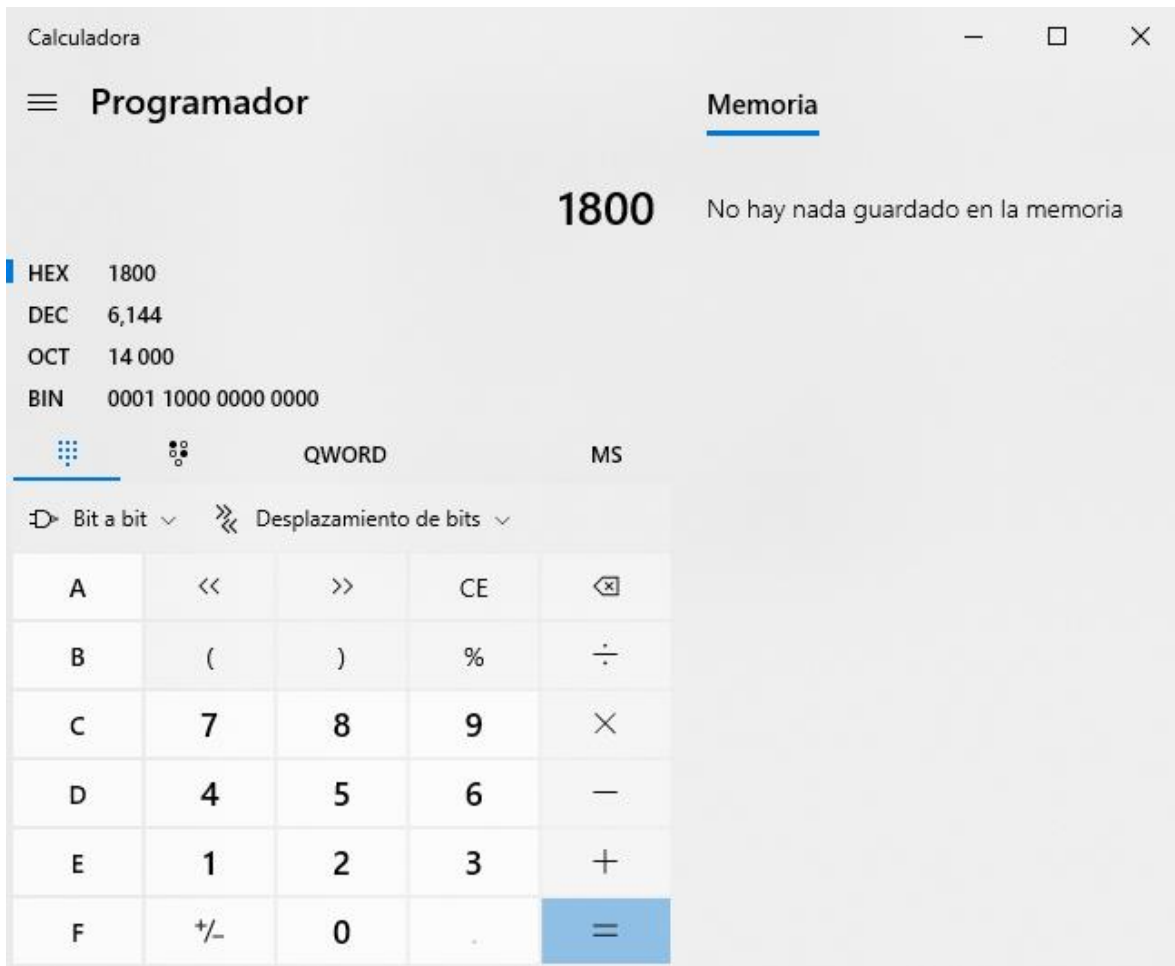 Calculadora
Programador
Memoria
1800
No hay nada guardado en la memoria
HEX 1800
DEC 6,144
OCT 14 000
BIN 0001 1000 0000 0000
QWORD MS
Bit a bit Desplazamiento de bits
A << >> CE
B ( ) % ÷
C 7 8 9 ×
D 4 5 6 −
E 1 2 3 +
F +/− 0 . =